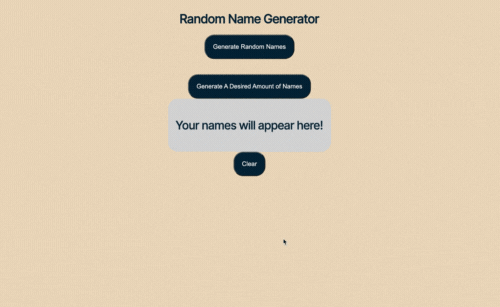 Random Name Generator
Generate Random Names
Generate A Desired Amount of Names
Your names will appear here!
Clear